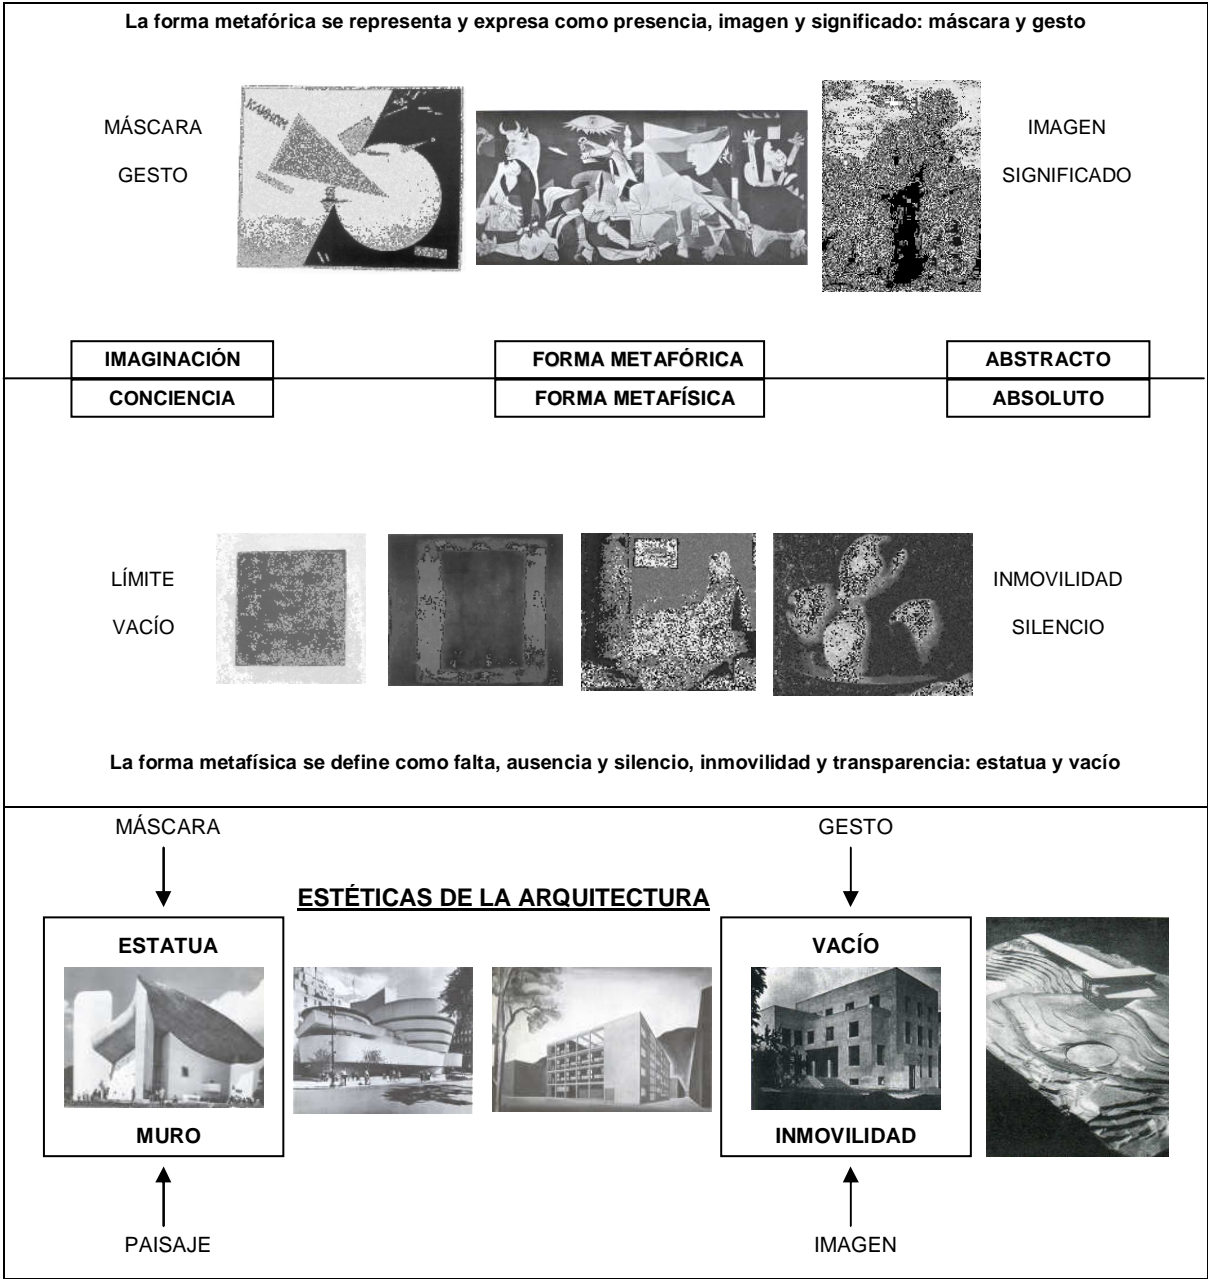 La forma metafórica se representa y expresa como presencia, imagen y significado: máscara y gesto
MÁSCARA
GESTO
IMAGEN
SIGNIFICADO
IMAGINACIÓN
FORMA METAFÓRICA
ABSTRACTO
CONCIENCIA
FORMA METAFÍSICA
ABSOLUTO
LÍMITE
VACÍO
INMOVILIDAD
SILENCIO
La forma metafísica se define como falta, ausencia y silencio, inmovilidad y transparencia: estatua y vacío
MÁSCARA
GESTO
ESTÉTICAS DE LA ARQUITECTURA
ESTATUA
VACÍO
MURO
INMOVILIDAD
PAISAJE
IMAGEN